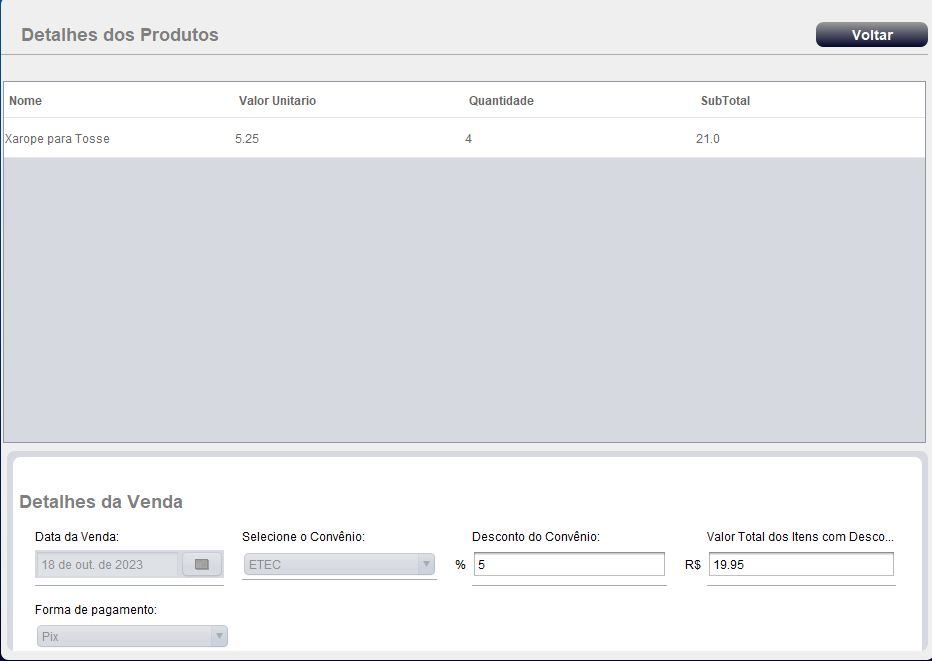 Detalhes dos Produtos Voltar
Nome Valor Unitario Quantidade SubTotal
Xarope para Tosse 5.25 4 21.0
Detalhes da Venda
Data da Venda: Selecione o Convênio: Desconto do Convênio: Valor Total dos Itens com Desco...
18 de out. de 2023 ETEC % 5 R$ 19.95
Forma de pagamento:
Pix